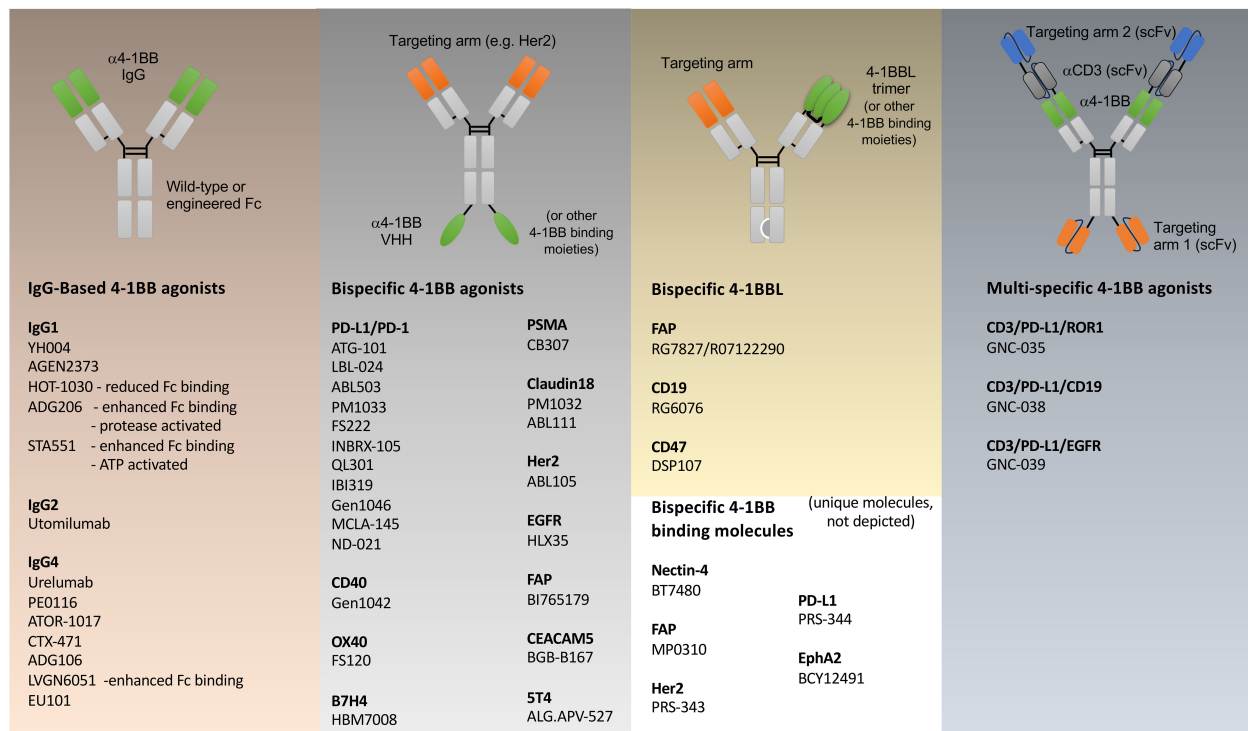 α4-1BB
IgG
Wild-type or
engineered Fc
IgG-Based 4-1BB agonists
IgG1
YH004
AGEN2373
HOT-1030 - reduced Fc binding
ADG206 - enhanced Fc binding
- protease activated
STA551 - enhanced Fc binding
- ATP activated
IgG2
Utomilumab
IgG4
Urelumab
PE0116
ATOR-1017
CTX-471
ADG106
LVGN6051 -enhanced Fc binding
EU101
Targeting arm (e.g. Her2)
α4-1BB
VHH
(or other
4-1BB binding
moieties)
Bispecific 4-1BB agonists
PD-L1/PD-1
ATG-101
LBL-024
ABL503
PM1033
FS222
INBRX-105
QL301
IBI319
Gen1046
MCLA-145
ND-021
CD40
Gen1042
OX40
FS120
B7H4
HBM7008
PSMA
CB307
Claudin18
PM1032
ABL111
Her2
ABL105
EGFR
HLX35
FAP
BI765179
CEACAM5
BGB-B167
5T4
ALG.APV-527
Targeting arm
4-1BBL
trimer
(or other
4-1BB binding
moieties)
Bispecific 4-1BBL
FAP
RG7827/R07122290
CD19
RG6076
CD47
DSP107
Bispecific 4-1BB
binding molecules
(unique molecules,
not depicted)
Nectin-4
BT7480
FAP
MP0310
Her2
PRS-343
PD-L1
PRS-344
EphA2
BCY12491
Targeting arm 2 (scFv)
αCD3 (scFv)
α4-1BB
Targeting
arm 1 (scFv)
Multi-specific 4-1BB agonists
CD3/PD-L1/ROR1
GNC-035
CD3/PD-L1/CD19
GNC-038
CD3/PD-L1/EGFR
GNC-039